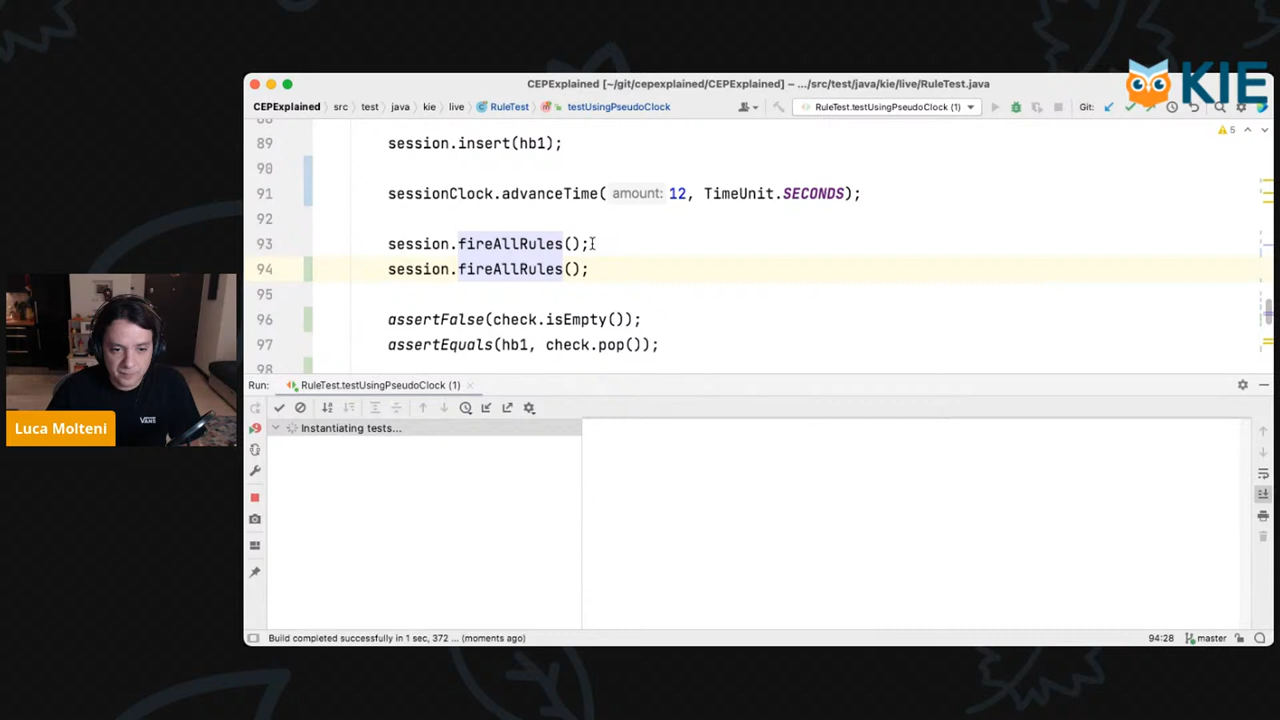 KIE
CEPExplained [~/git/cepexplained/CEPExplained] – .../src/test/java/kie/live/RuleTest.java
CEPExplained src test java kie live RuleTest testUsingPseudoClock RuleTest.testUsingPseudoClock (1) Git:
5
89 session.insert(hb1);
90
91 sessionClock.advanceTime( amount: 12, TimeUnit.SECONDS);
92
93 session.fireAllRules();
94 session.fireAllRules();
95
96 assertFalse(check.isEmpty());
97 assertEquals(hb1, check.pop());
98
Run: RuleTest.testUsingPseudoClock (1)
Instantiating tests...
VANS
Luca Molteni
Build completed successfully in 1 sec, 372 ... (moments ago) 94:28 master